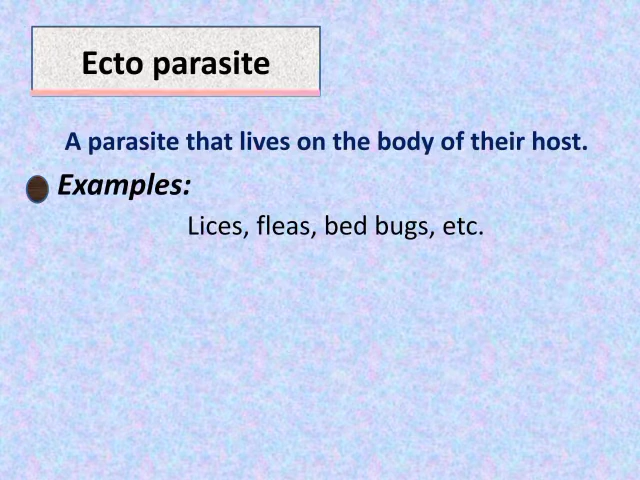 Ecto parasite
A parasite that lives on the body of their host.
Examples:
Lices, fleas, bed bugs, etc.